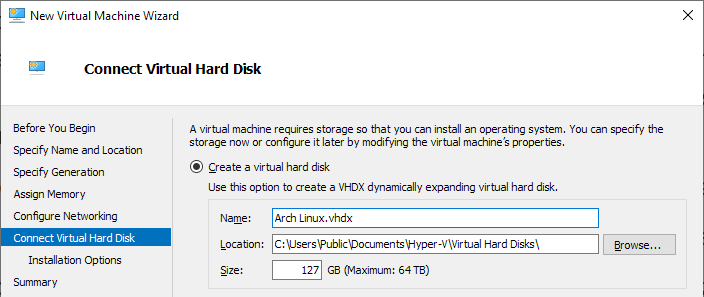 New Virtual Machine Wizard
Connect Virtual Hard Disk
Before You Begin
Specify Name and Location
Specify Generation
Assign Memory
Configure Networking
Connect Virtual Hard Disk
Installation Options
Summary
A virtual machine requires storage so that you can install an operating system. You can specify the
storage now or configure it later by modifying the virtual machine's properties.
Create a virtual hard disk
Use this option to create a VHDX dynamically expanding virtual hard disk.
Name: Arch Linux.vhdx
Location: C:\Users\Public\Documents\Hyper-V\Virtual Hard Disks\ Browse...
Size: 127 GB (Maximum: 64 TB)